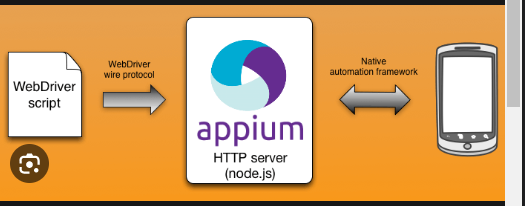 WebDriver
script
WebDriver
wire protocol
appium
HTTP server
(node.js)
Native
automation framework